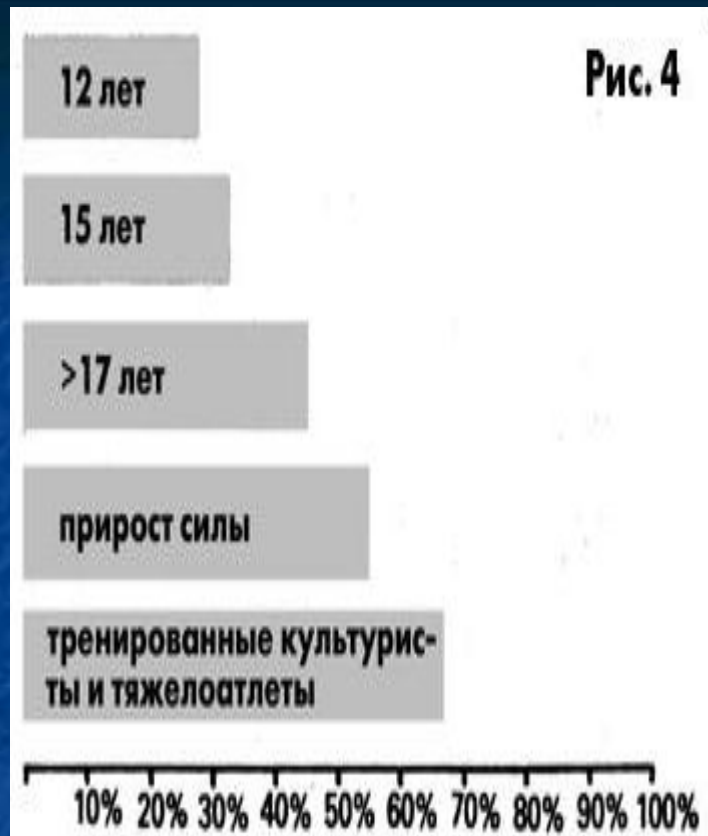 Рис. 4
12 лет
15 лет
>17 лет
прирост силы
тренированные культурис-
ты и тяжелоатлеты
10% 20% 30% 40% 50% 60% 70% 80% 90% 100%